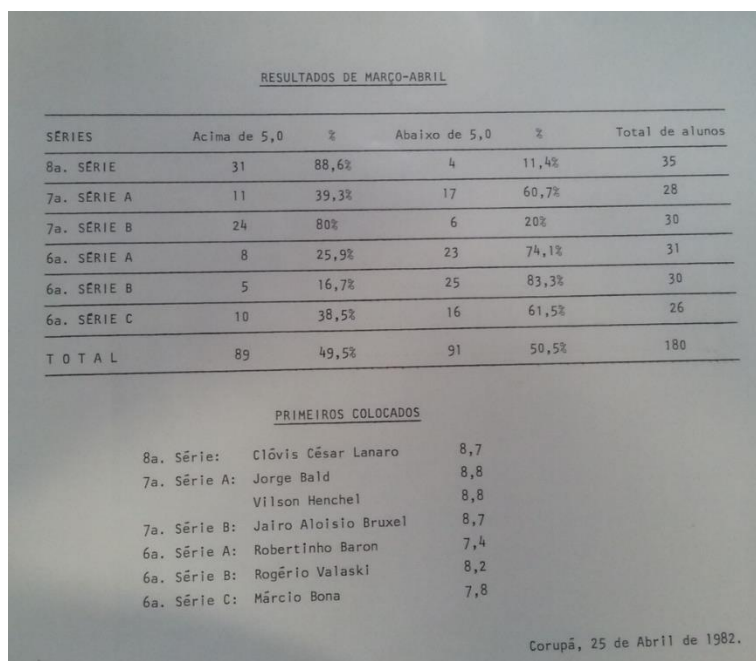 RESULTADOS DE MARÇO-ABRIL
SÉRIES Acima de 5,0 % Abaixo de 5,0 % Total de alunos
8a. SÉRIE 31 88,6% 4 11,4% 35
7a. SÉRIE A 11 39,3% 17 60,7% 28
7a. SÉRIE B 24 80% 6 20% 30
6a. SÉRIE A 8 25,9% 23 74,1% 31
6a. SÉRIE B 5 16,7% 25 83,3% 30
6a. SÉRIE C 10 38,5% 16 61,5% 26
T O T A L 89 49,5% 91 50,5% 180
PRIMEIROS COLOCADOS
8a. Série: Clóvis César Lanaro 8,7
7a. Série A: Jorge Bald 8,8
Vilson Henchel 8,8
7a. Série B: Jairo Aloisio Bruxel 8,7
6a. Série A: Robertinho Baron 7,4
6a. Série B: Rogério Valaski 8,2
6a. Série C: Márcio Bona 7,8
Corupá, 25 de Abril de 1982.